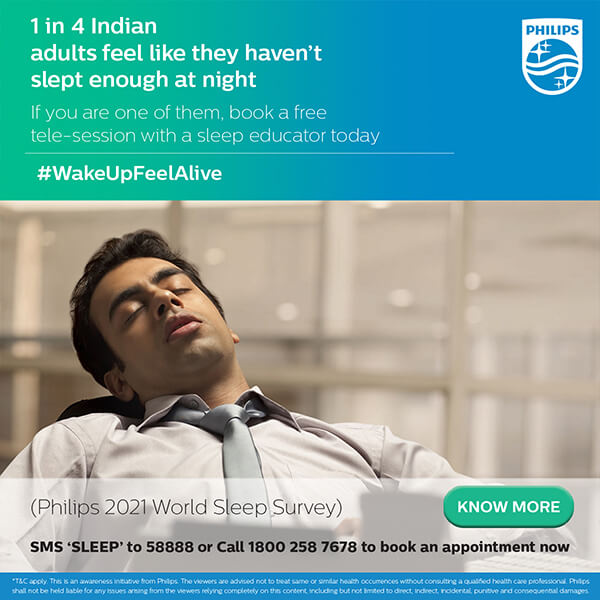 1 in 4 Indian
adults feel like they haven't
slept enough at night
PHILIPS
If you are one of them, book a free
tele-session with a sleep educator today
#WakeUpFeelAlive
(Philips 2021 World Sleep Survey)
KNOW MORE
SMS ‘SLEEP’ to 58888 or Call 1800 258 7678 to book an appointment now
*T&C apply. This is an awareness initiative from Philips. The viewers are advised not to treat same or similar health occurences without consulting a qualified health care professional. Philips
shall not be held liable for any issues arising from the viewers relying completely on this content, including but not limited to direct, indirect, incidental, punitive and consequential damages.